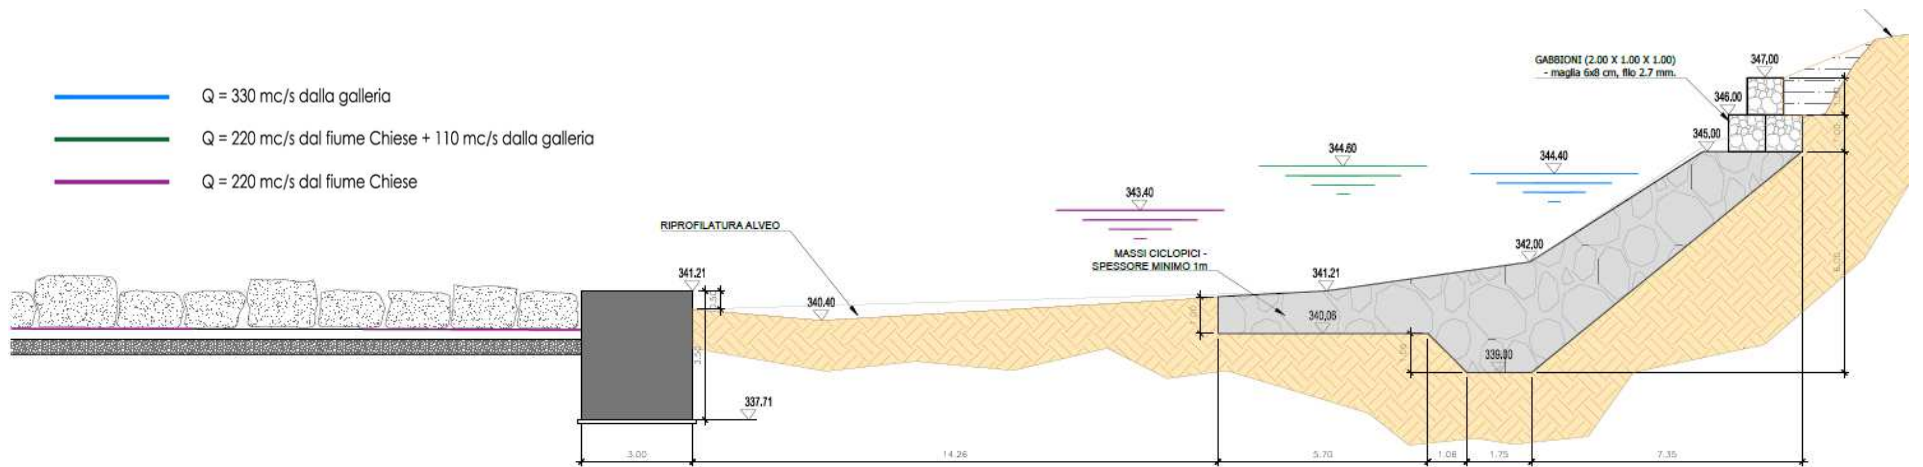 Q = 330 mc/s dalla galleria
Q = 220 mc/s dal fiume Chiese + 110 mc/s dalla galleria
Q = 220 mc/s dal fiume Chiese
GABBIONI (2.00 X 1.00 X 1.00)
- maglia 6x8 cm, filo 2.7 mm.
347,00
346.00
345.00
344.60
344.40
343.40
RIPROFILATURA ALVEO
MASSI CICLOPICI -
SPESSORE MINIMO 1m
342.00
341.21
341.21
340.40
340.06
337.71
3.00
14.26
5.70
1.08
1.75
7.35
3.50